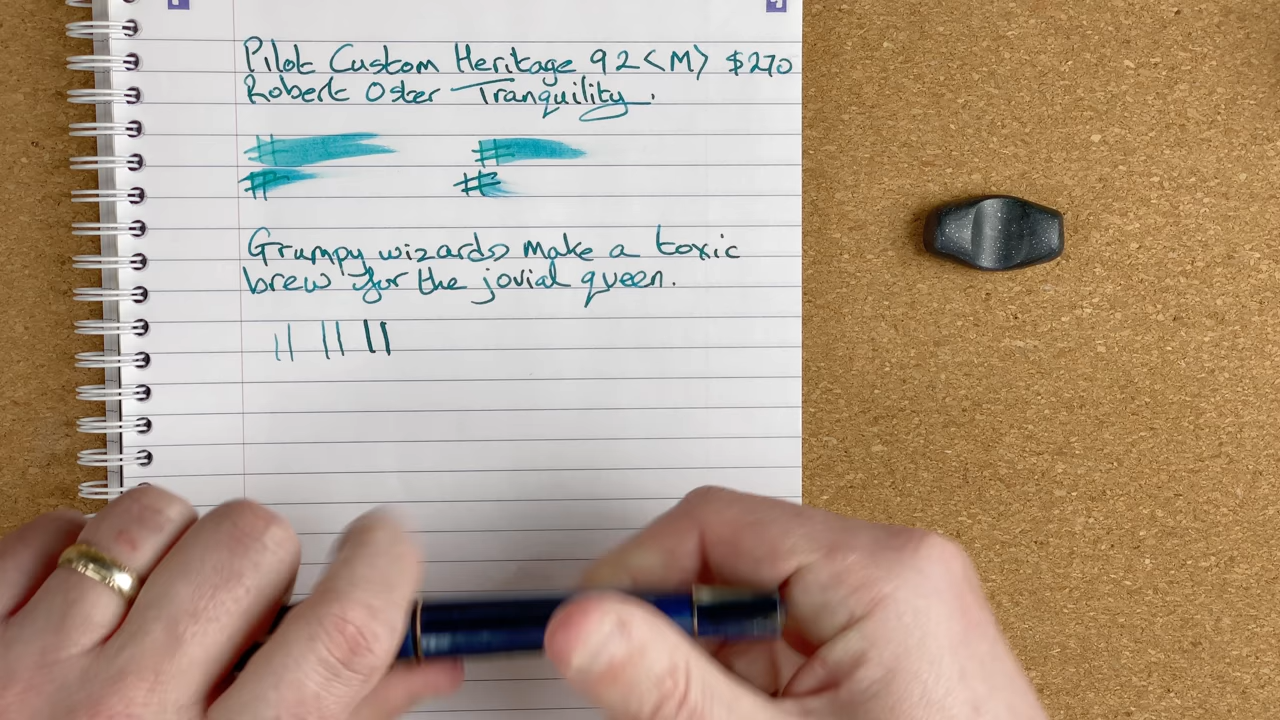 Pilot Custom Heritage 92 <M> $270
Robert Oster Tranquility.
Grumpy wizards make a toxic
brew for the jovial queen.